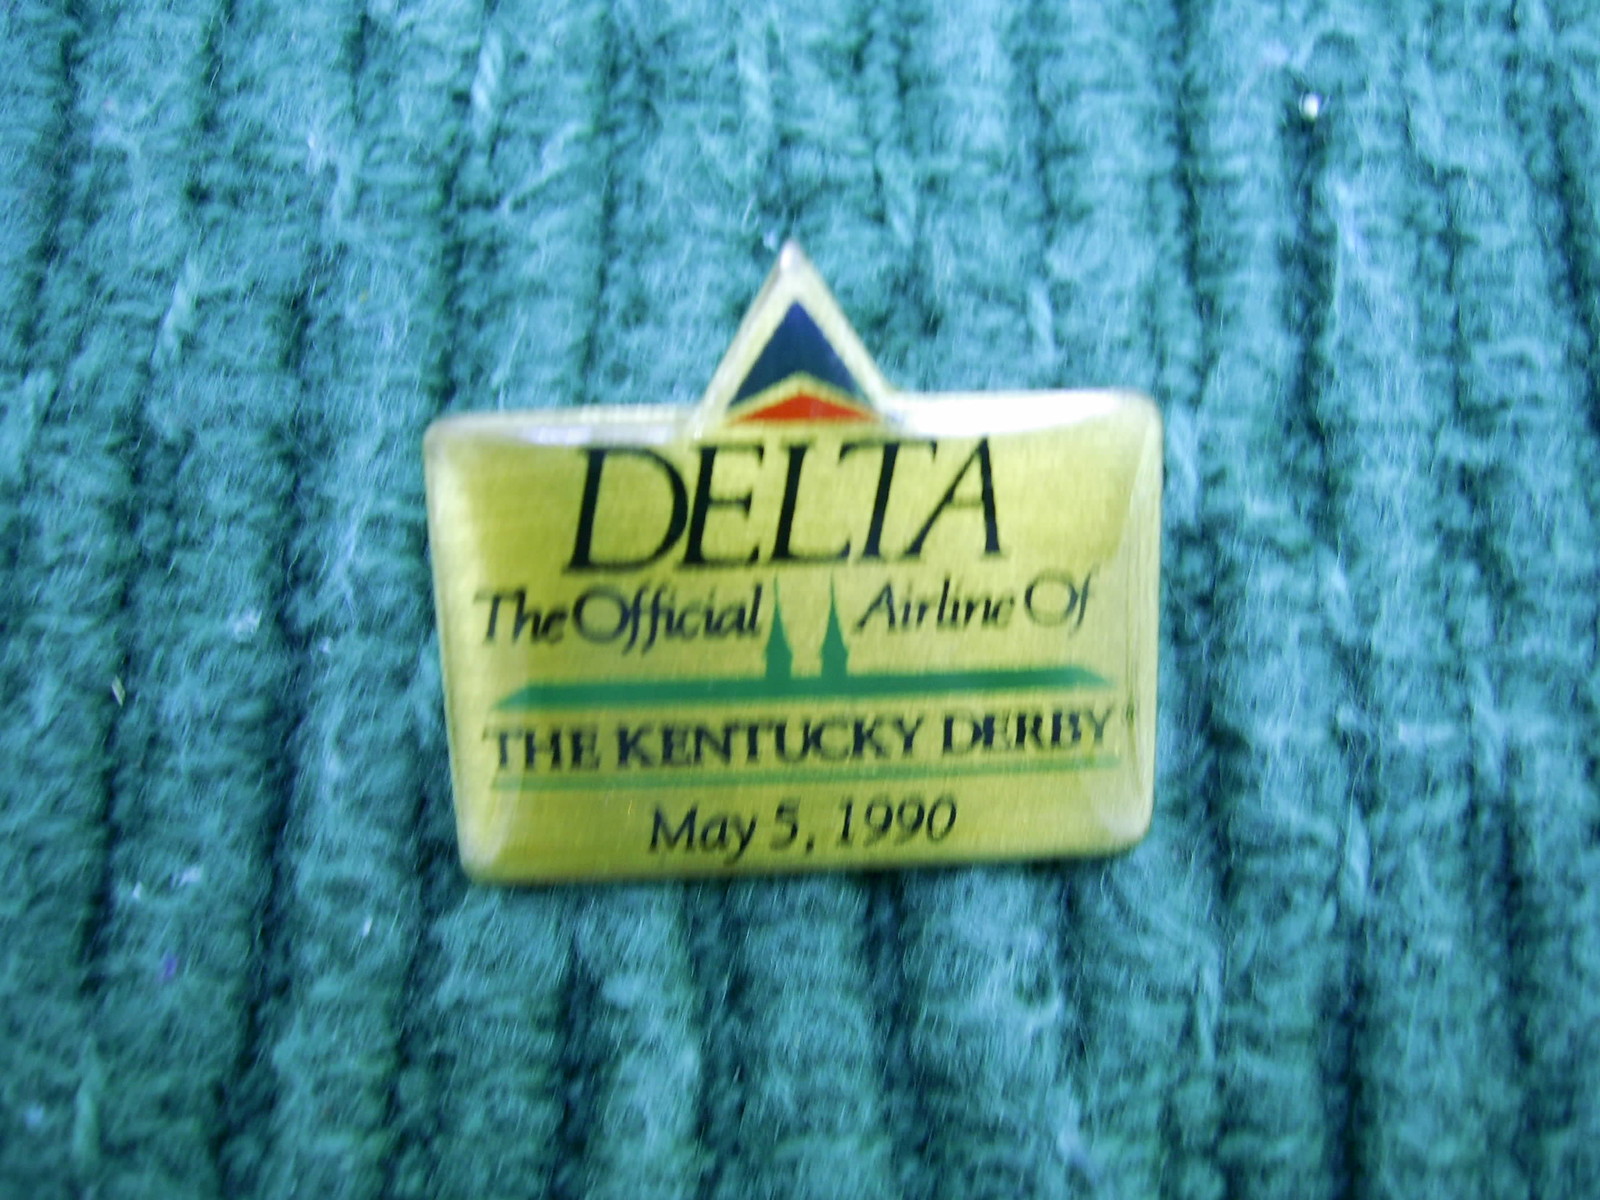 DELTA
The Official Airline Of
THE KENTUCKY DERBY
May 5, 1990